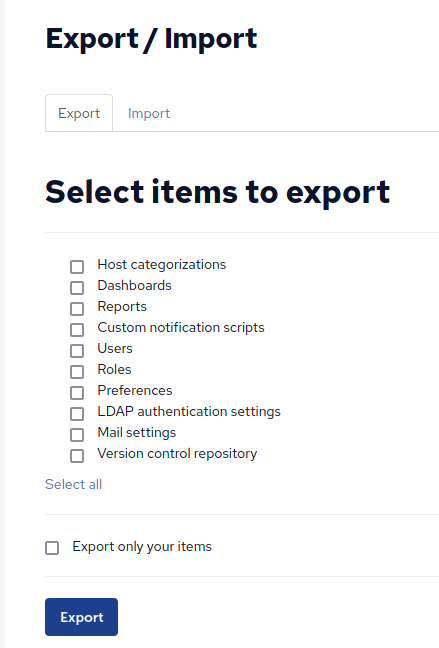 Export / Import
Export Import
Select items to export
Host categorizations
Dashboards
Reports
Custom notification scripts
Users
Roles
Preferences
LDAP authentication settings
Mail settings
Version control repository
Select all
Export only your items
Export